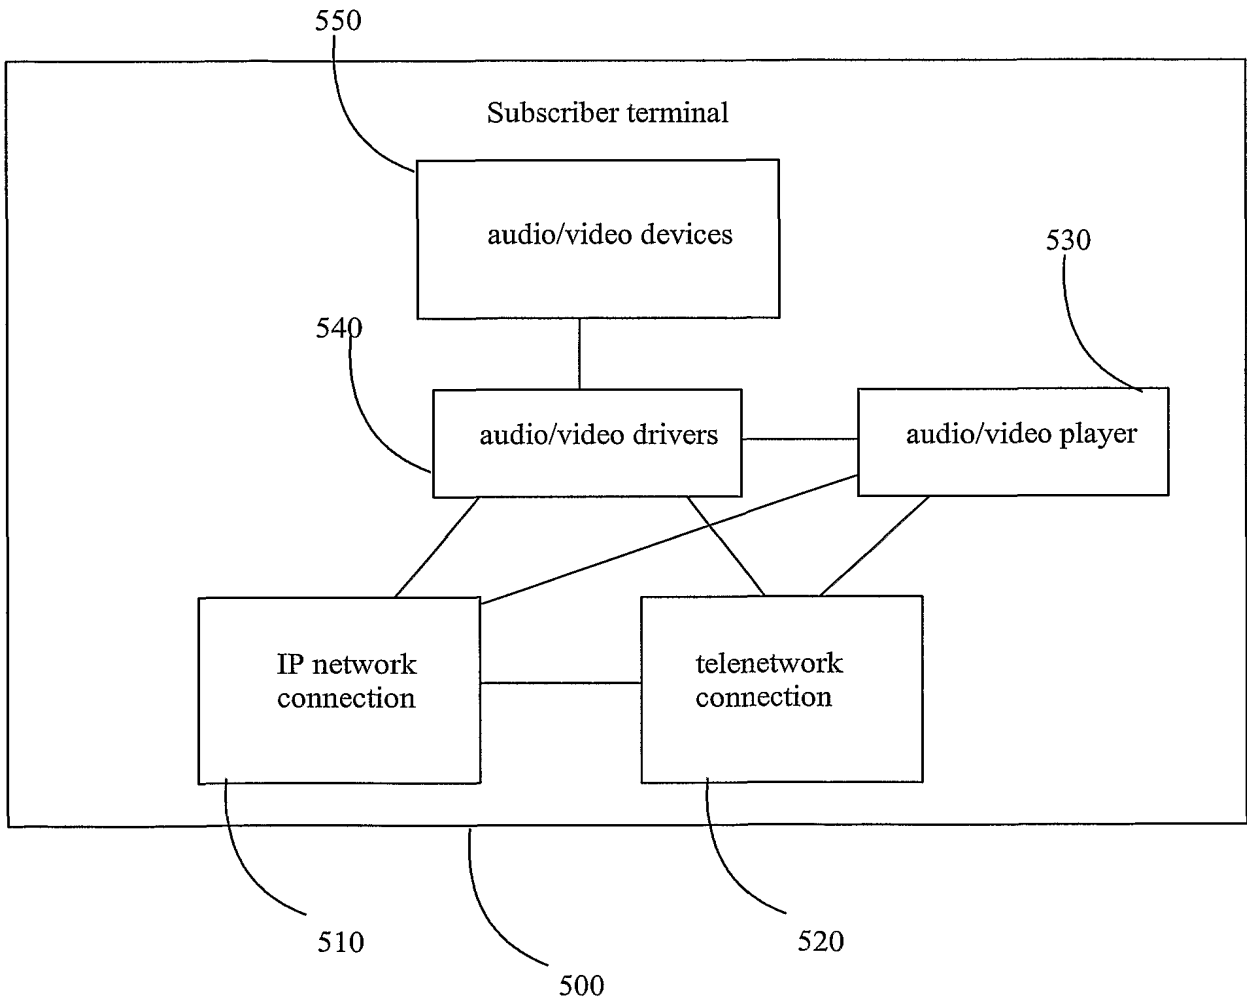 550
Subscriber terminal
audio/video devices
530
540
audio/video drivers
audio/video player
IP network
connection
telenetwork
connection
510
520
500